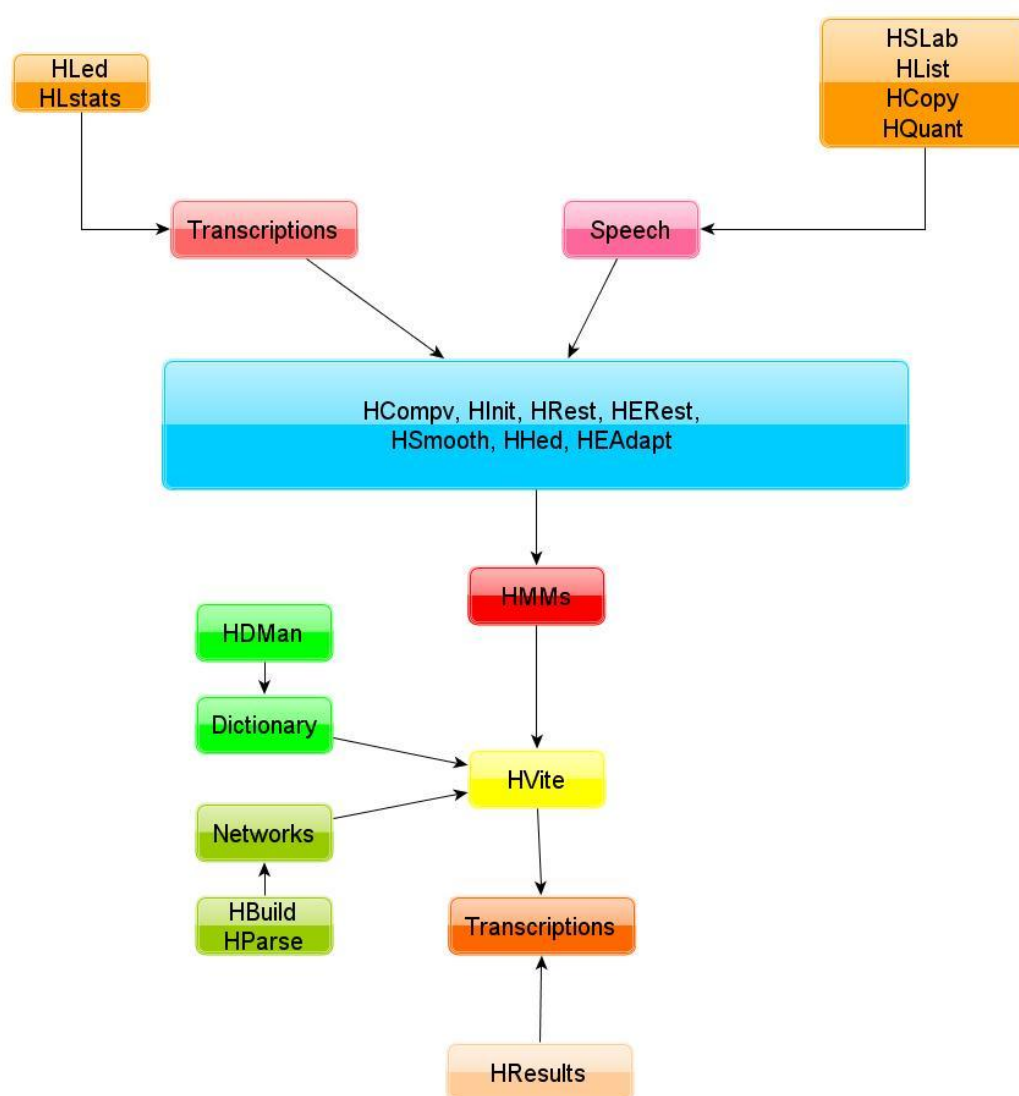 HLed
HLstats
HSLab
HList
HCopy
HQuant
Transcriptions
Speech
HCompv, HInit, HRest, HERest,
HSmooth, HHed, HEAdapt
HMMs
HDMan
Dictionary
HVite
Networks
HBuild
HParse
Transcriptions
HResults